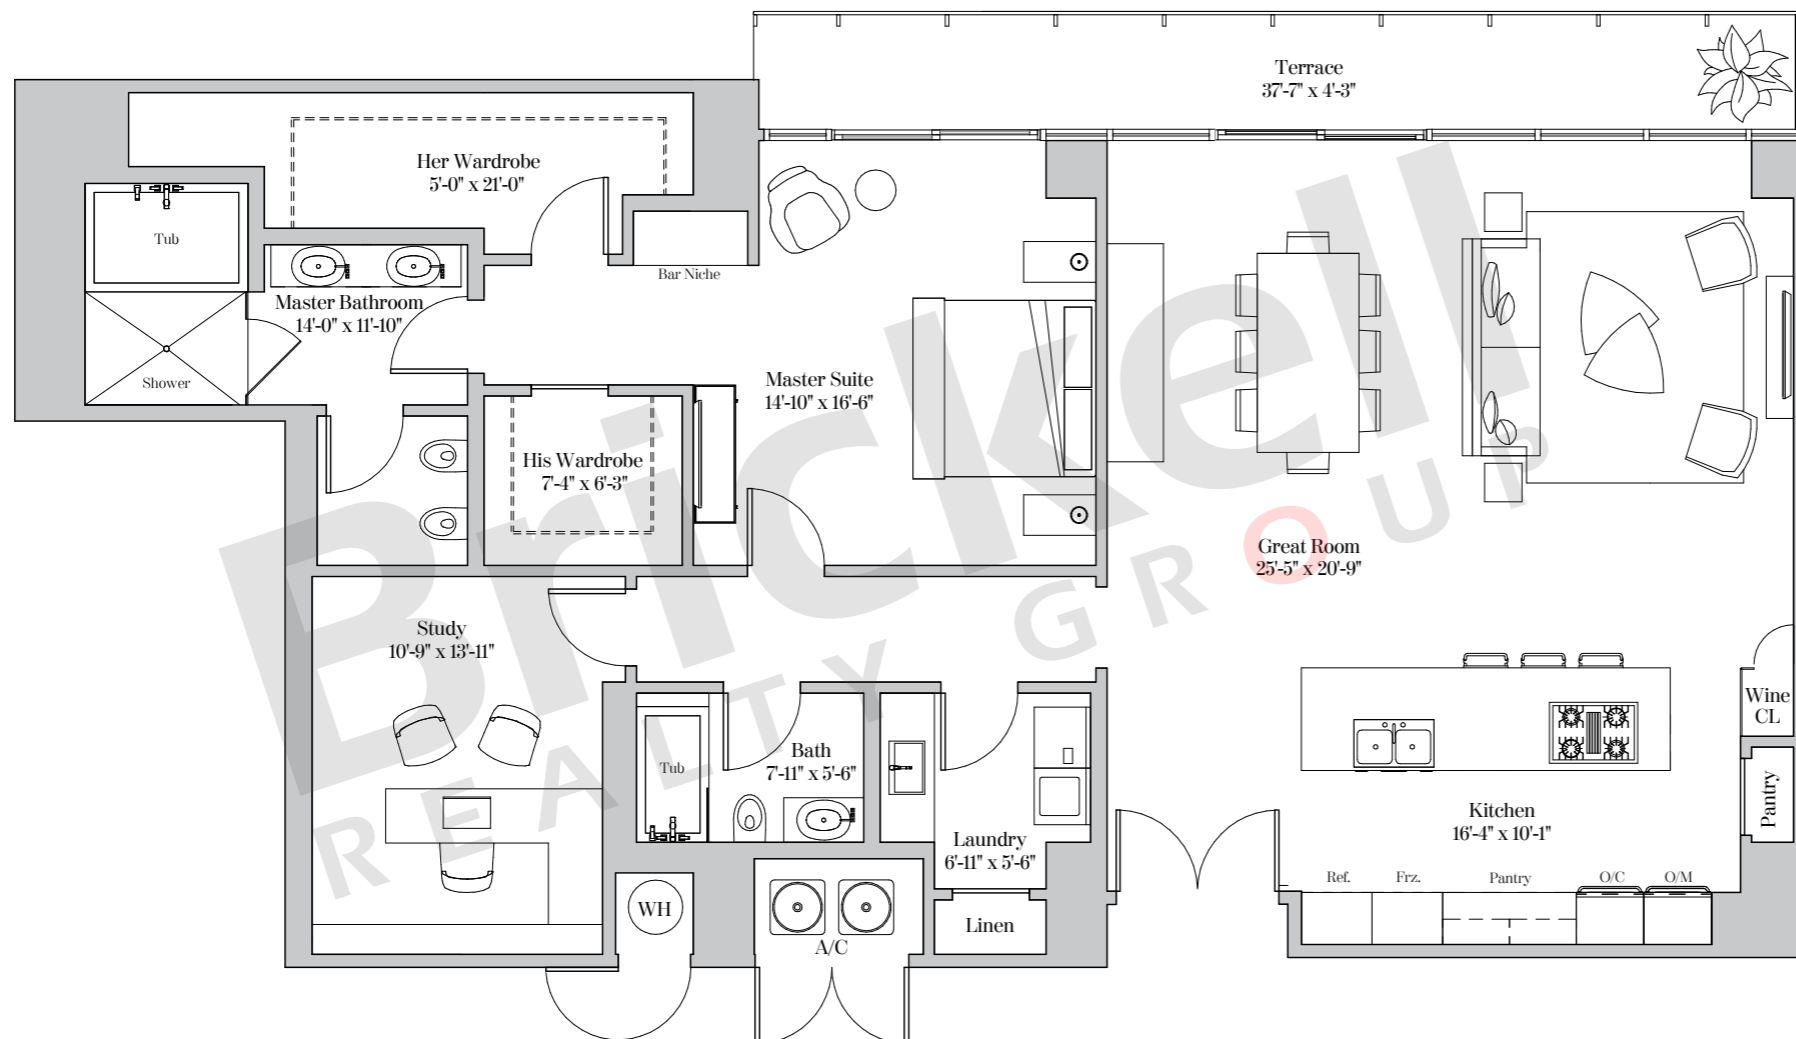 Terrace
37'-7" x 4'-3"
Her Wardrobe
5'-0" x 21'-0"
Tub
Bar Niche
Master Bathroom
14'-0" x 11'-10"
Shower
Master Suite
14'-10" x 16'-6"
His Wardrobe
7'-4" x 6'-3"
Great Room
25'-5" x 20'-9"
Study
10'-9" x 13'-11"
Wine
CL
Bath
7'-11" x 5'-6"
Tub
Pantry
Kitchen
16'-4" x 10'-1"
Laundry
6'-11" x 5'-6"
Ref.
Frz.
Pantry
O/C
O/M
WH
Linen
A/C
Brickell
REALTY GROUP